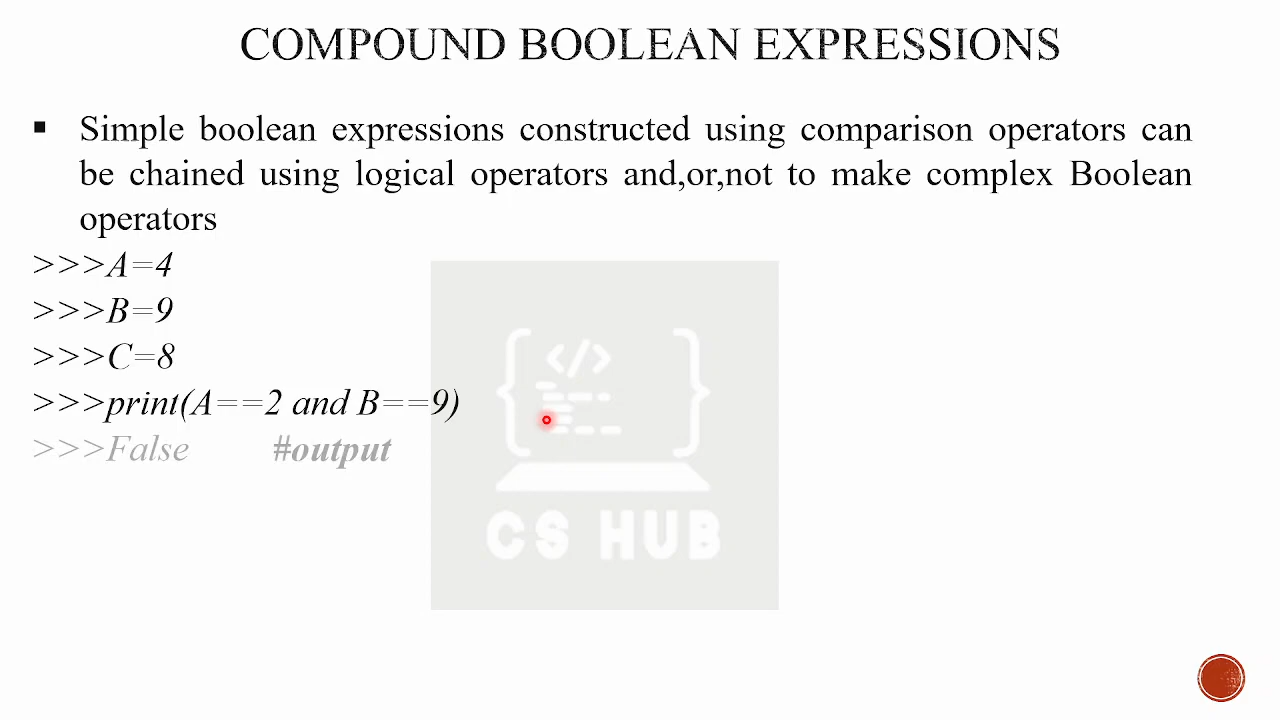 COMPOUND BOOLEAN EXPRESSIONS
▪ Simple boolean expressions constructed using comparison operators can
be chained using logical operators and,or,not to make complex Boolean
operators
>>>A=4
>>>B=9
>>>C=8
>>>print(A==2 and B==9)
>>>False #output
{ </> }
CS HUB